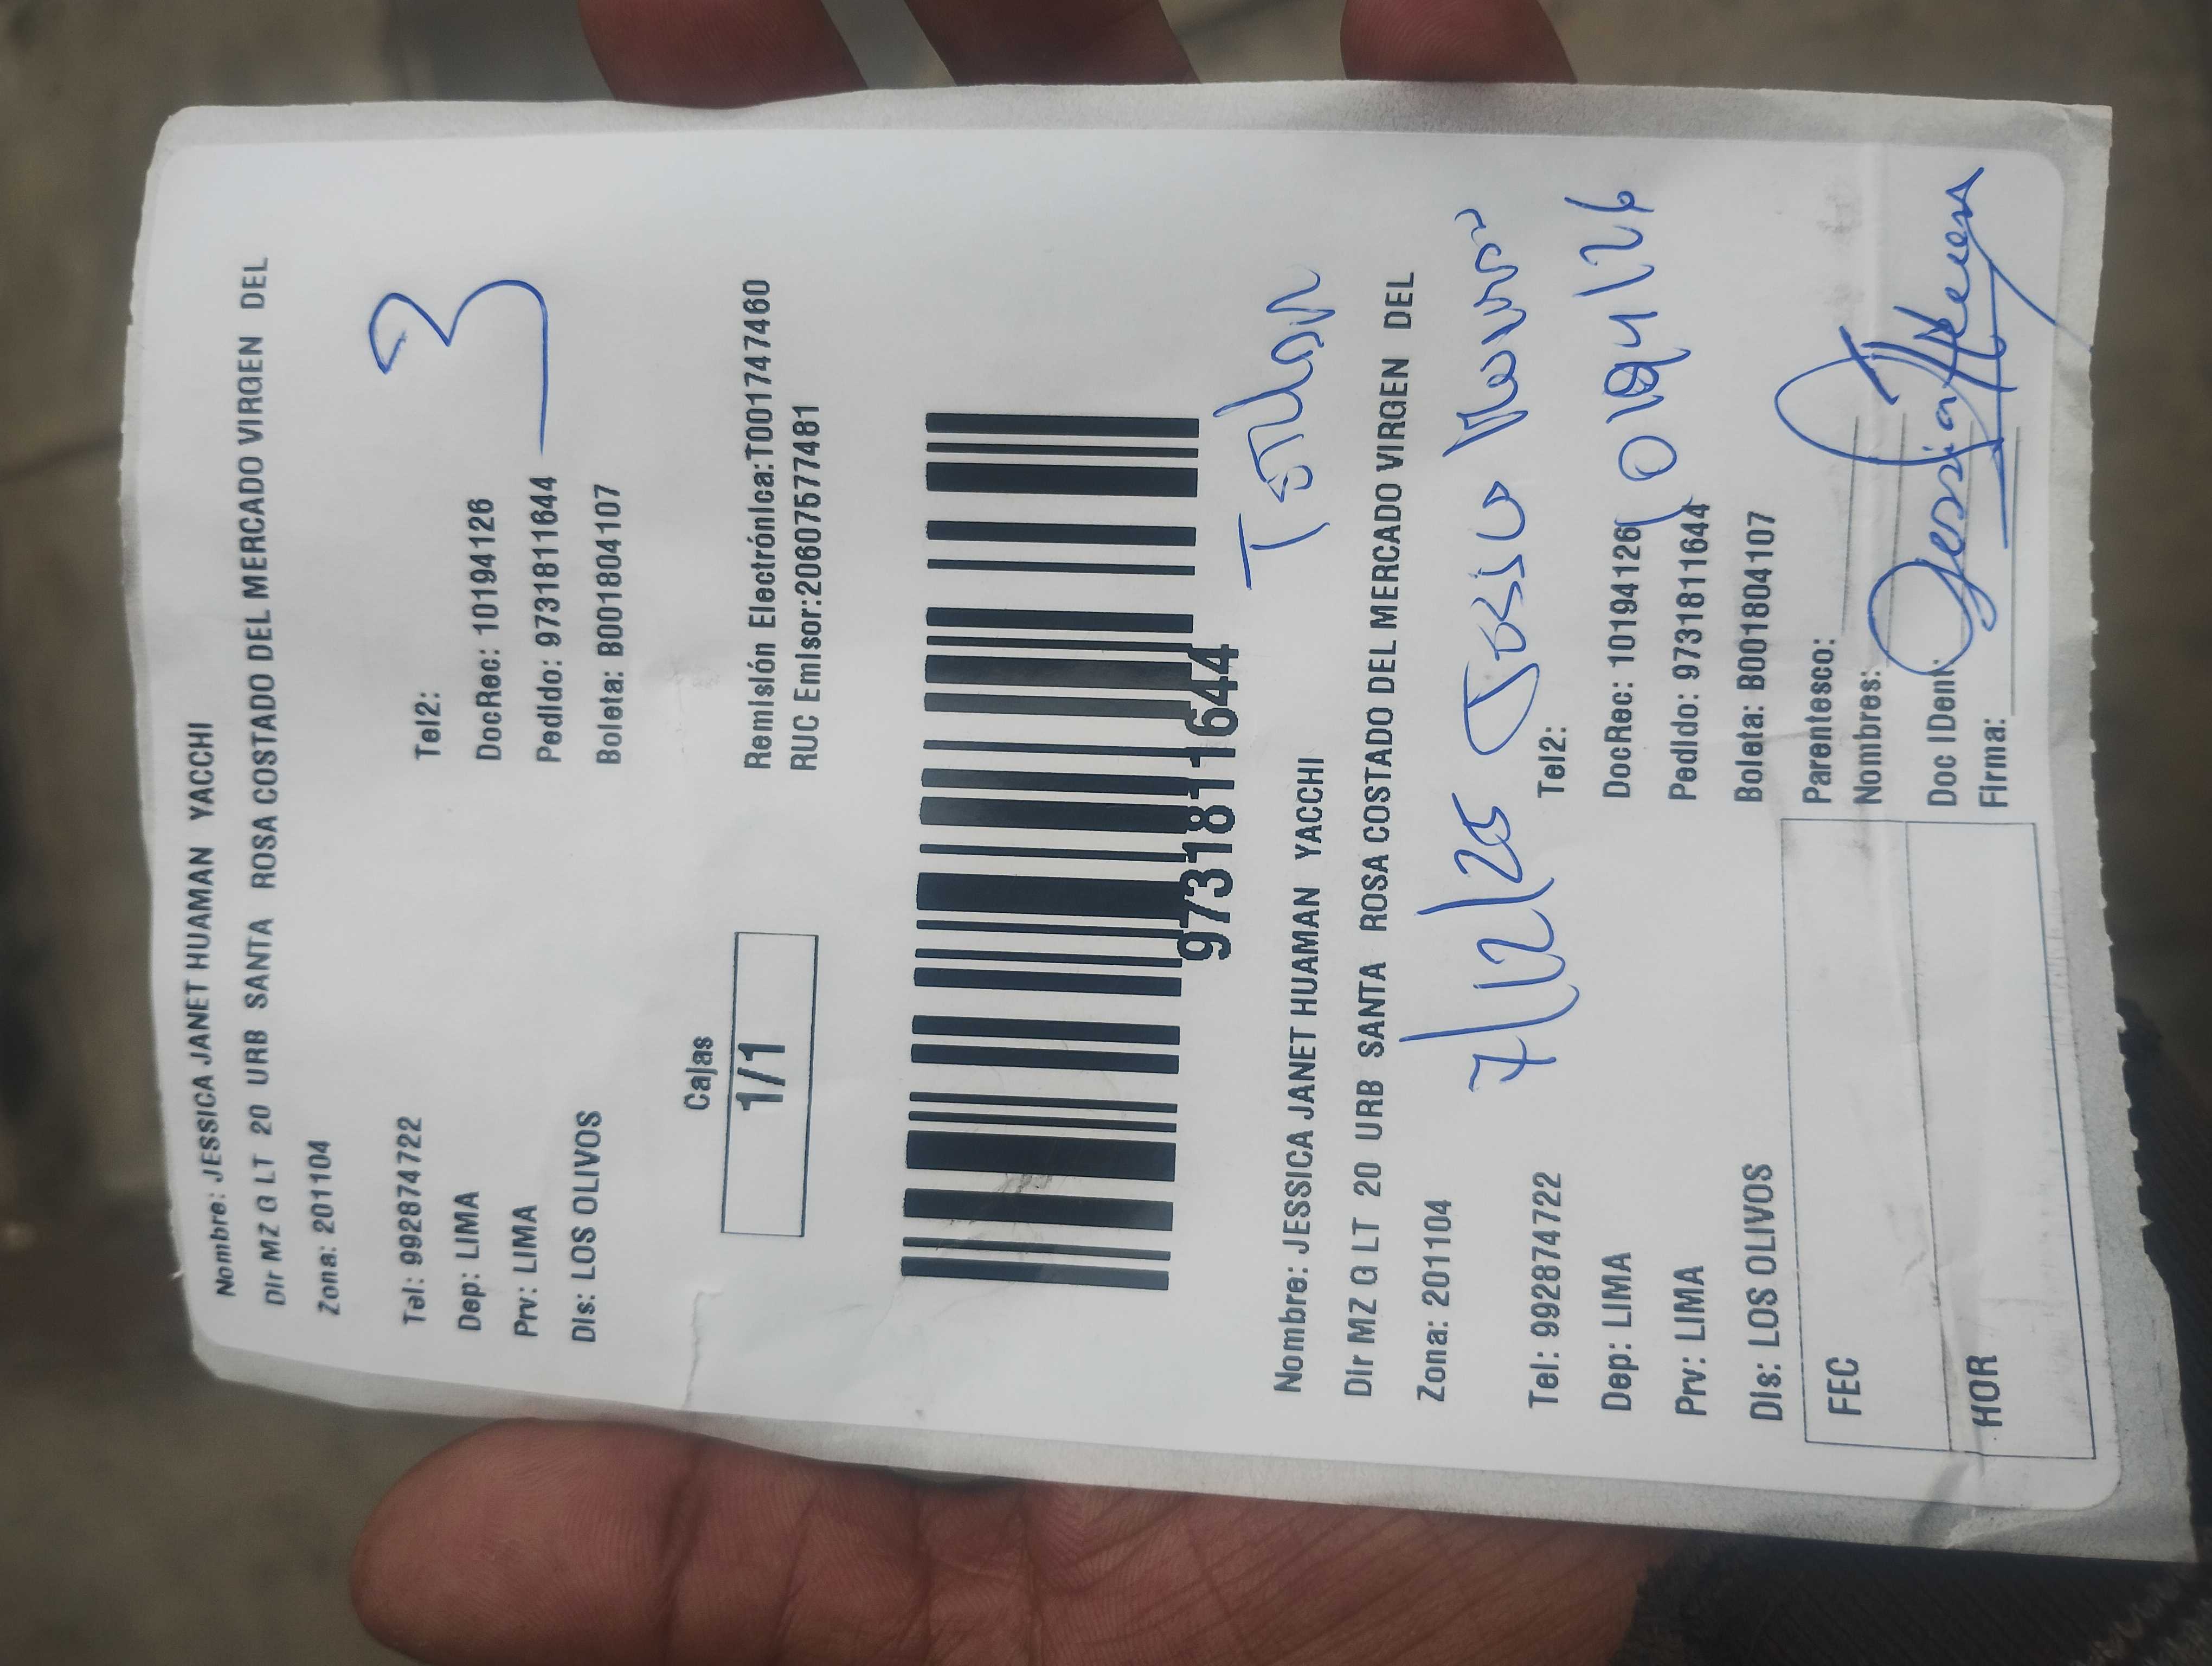 Nombre: JESSICA JANET HUAMAN YACCHI
Dir MZ Q LT 20 URB SANTA ROSA COSTADO DEL MERCADO VIRGEN DEL
Zona: 201104
Tel: 992874722 Tel2:
Dep: LIMA DocRec: 10194126
Prv: LIMA Pedido: 9731811644
Dis: LOS OLIVOS Boleta: B001804107
3
Cajas
1/1
Remisión Electrónica:T001747460
RUC Emisor:20607577481
9731811644
Nombre: JESSICA JANET HUAMAN YACCHI
Dir MZ Q LT 20 URB SANTA ROSA COSTADO DEL MERCADO VIRGEN DEL
Zona: 201104
7/12/25
Tel: 992874722 Tel2:
Dep: LIMA DocRec: 10194126
Prv: LIMA Pedido: 9731811644
Dis: LOS OLIVOS Boleta: B001804107
FEC
HOR
Parentesco:
Nombres:
Doc IDent:
Firma: